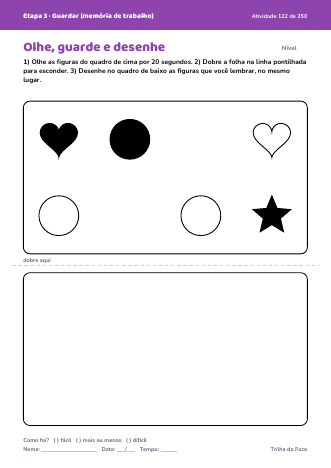 Etapa 3 · Guardar (memória de trabalho)
Atividade 122 de 250
Olhe, guarde e desenhe
Nível
1) Olhe as figuras do quadro de cima por 20 segundos. 2) Dobre a folha na linha pontilhada
para esconder. 3) Desenhe no quadro de baixo as figuras que você lembrar, no mesmo
lugar.
dobre aqui
Como foi? ( ) fácil ( ) mais ou menos ( ) difícil
Nome: ____________________ Data: ___/___ Tempo: ______
Trilha do Foco